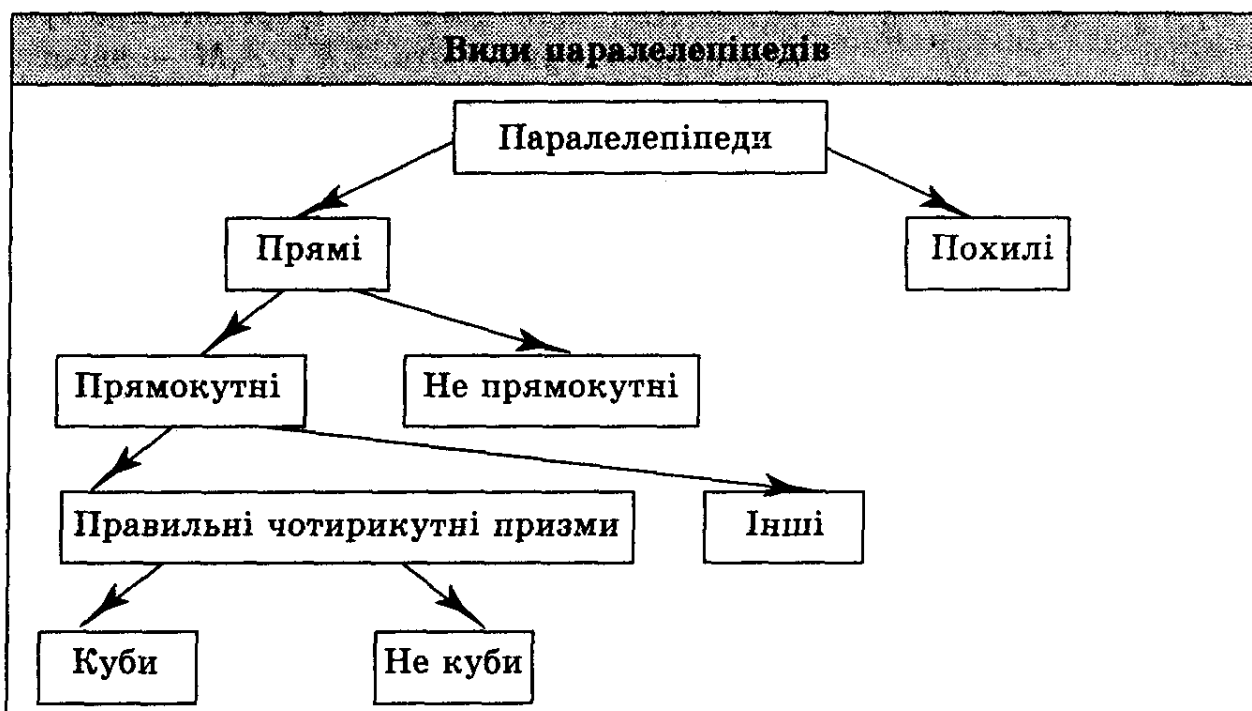 Види паралелепіпедів
Паралелепіпеди
Прямі
Похилі
Прямокутні
Не прямокутні
Правильні чотирикутні призми
Інші
Куби
Не куби